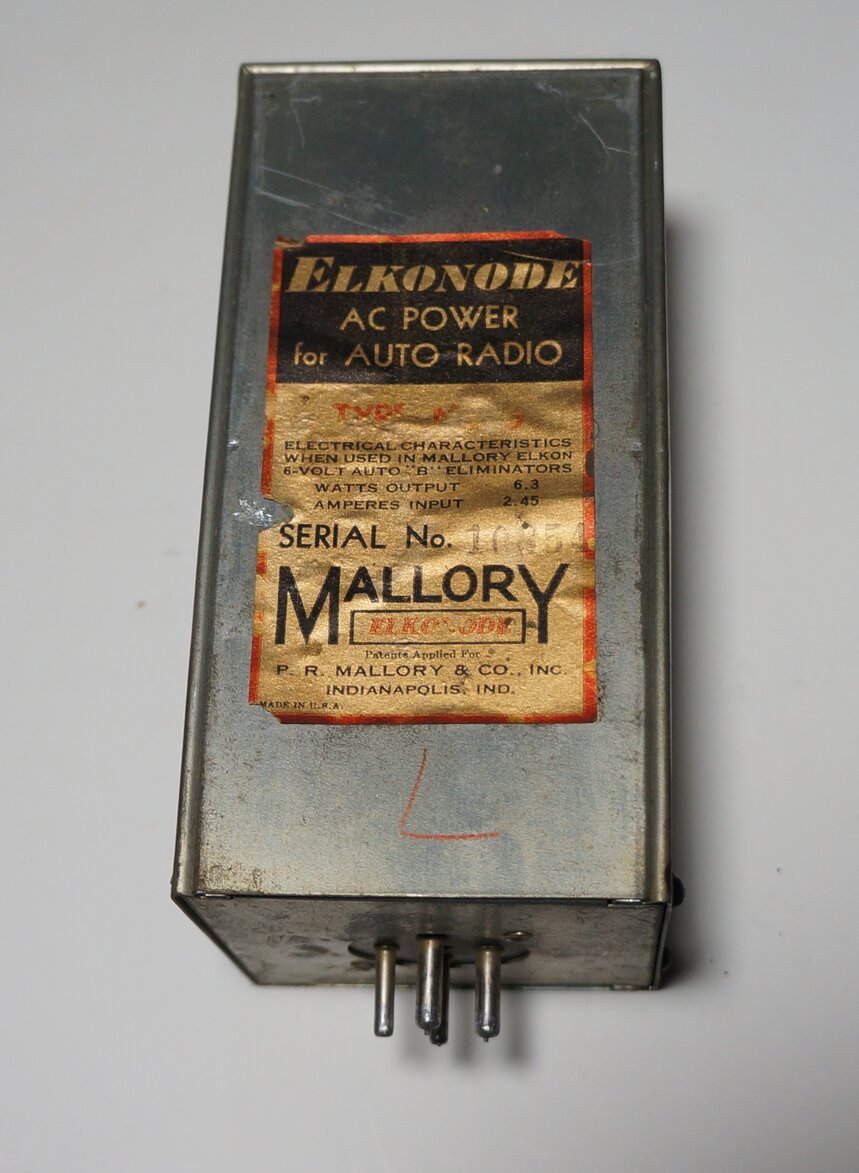 ELKONODE
AC POWER
for AUTO RADIO
TYPE
ELECTRICAL CHARACTERISTICS
WHEN USED IN MALLORY ELKON
6-VOLT AUTO "B" ELIMINATORS
WATTS OUTPUT 6.3
AMPERES INPUT 2.45
SERIAL No.
MALLORY
ELKONODE
Patents Applied For
P. R. MALLORY & CO., INC.
INDIANAPOLIS, IND.
MADE IN U.S.A.
L